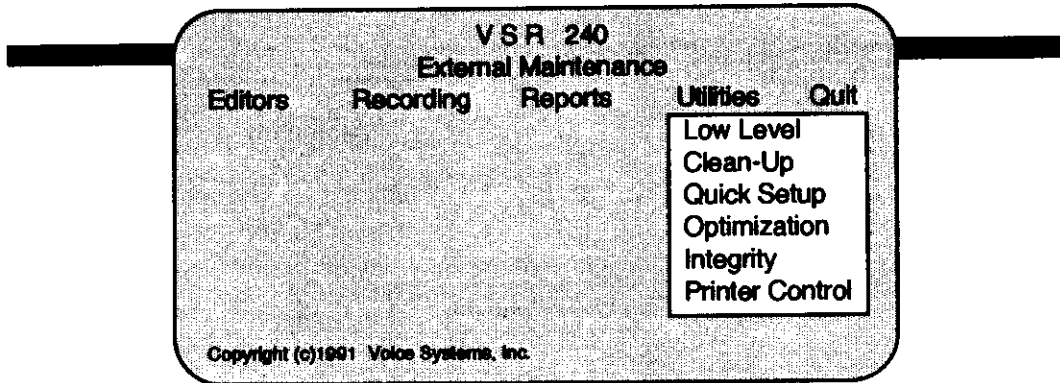 V S R 240
External Maintenance
Editors Recording Reports Utilities Quit
Low Level
Clean-Up
Quick Setup
Optimization
Integrity
Printer Control
Copyright (c)1991 Voice Systems, Inc.